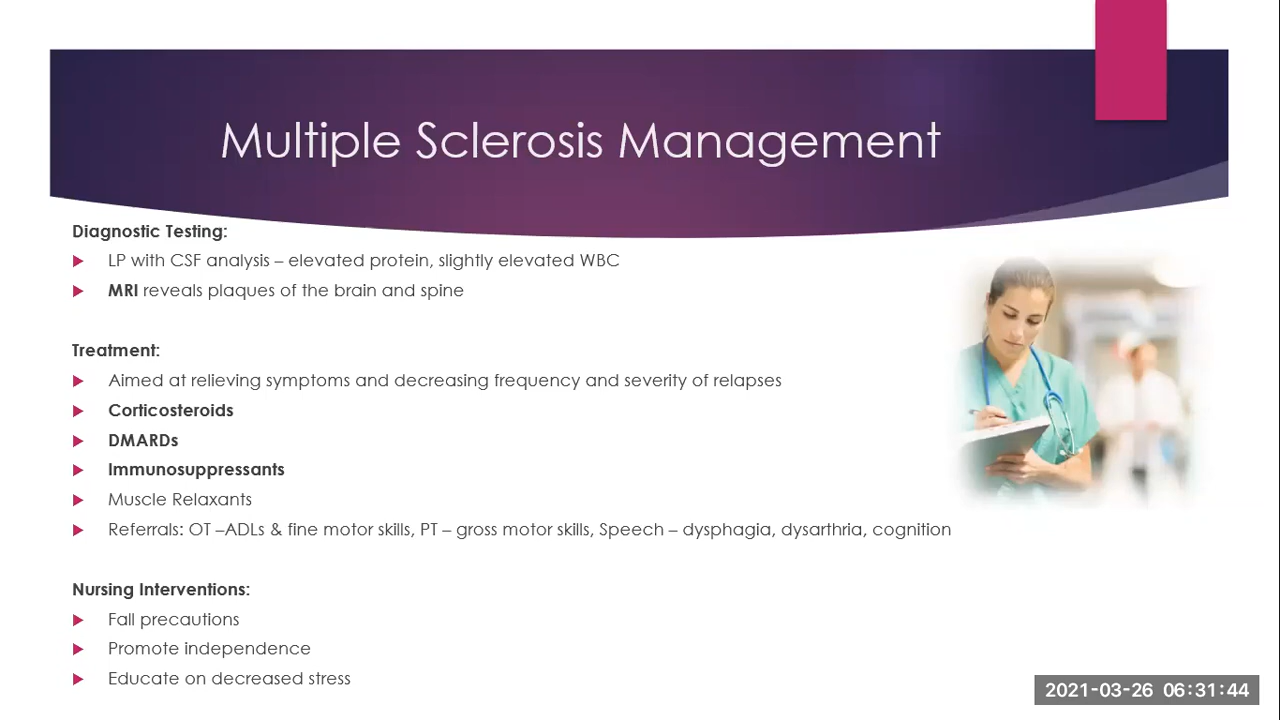 Multiple Sclerosis Management
Diagnostic Testing:
LP with CSF analysis – elevated protein, slightly elevated WBC
MRI reveals plaques of the brain and spine
Treatment:
Aimed at relieving symptoms and decreasing frequency and severity of relapses
Corticosteroids
DMARDs
Immunosuppressants
Muscle Relaxants
Referrals: OT –ADLs & fine motor skills, PT – gross motor skills, Speech – dysphagia, dysarthria, cognition
Nursing Interventions:
Fall precautions
Promote independence
Educate on decreased stress
2021-03-26 06:31:44